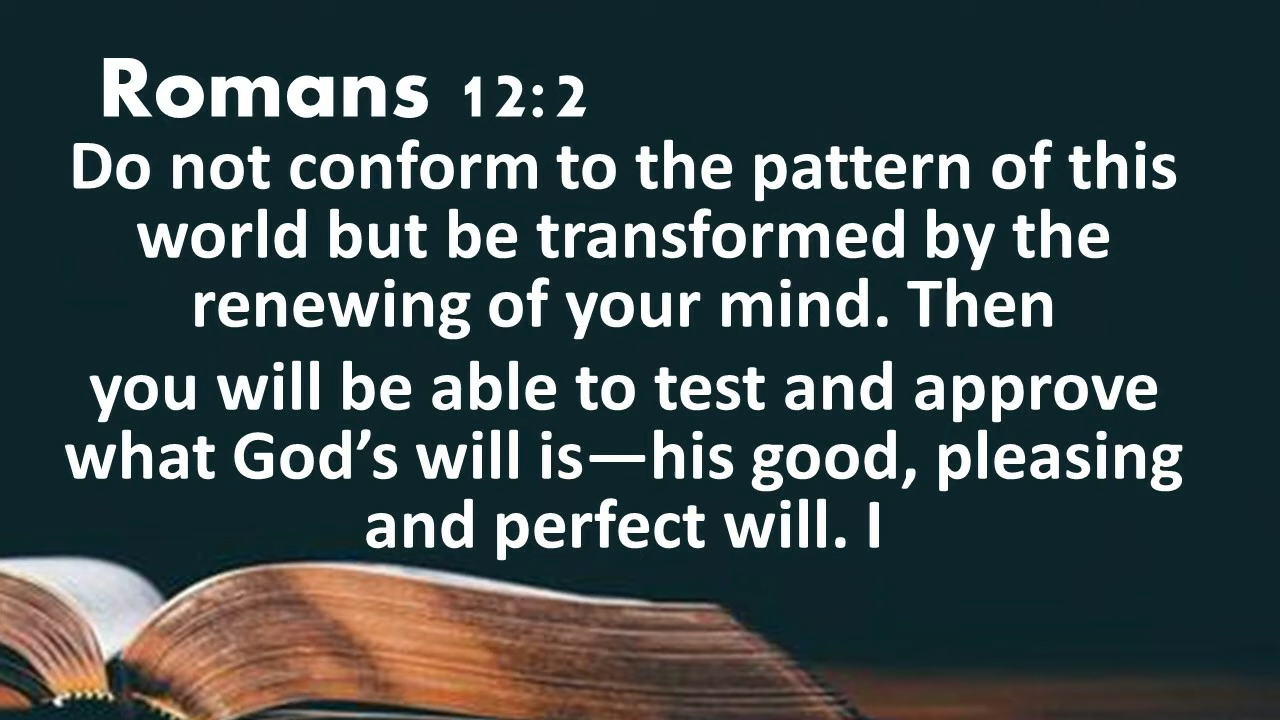 Romans 12:2
Do not conform to the pattern of this
world but be transformed by the
renewing of your mind. Then
you will be able to test and approve
what God’s will is—his good, pleasing
and perfect will. I